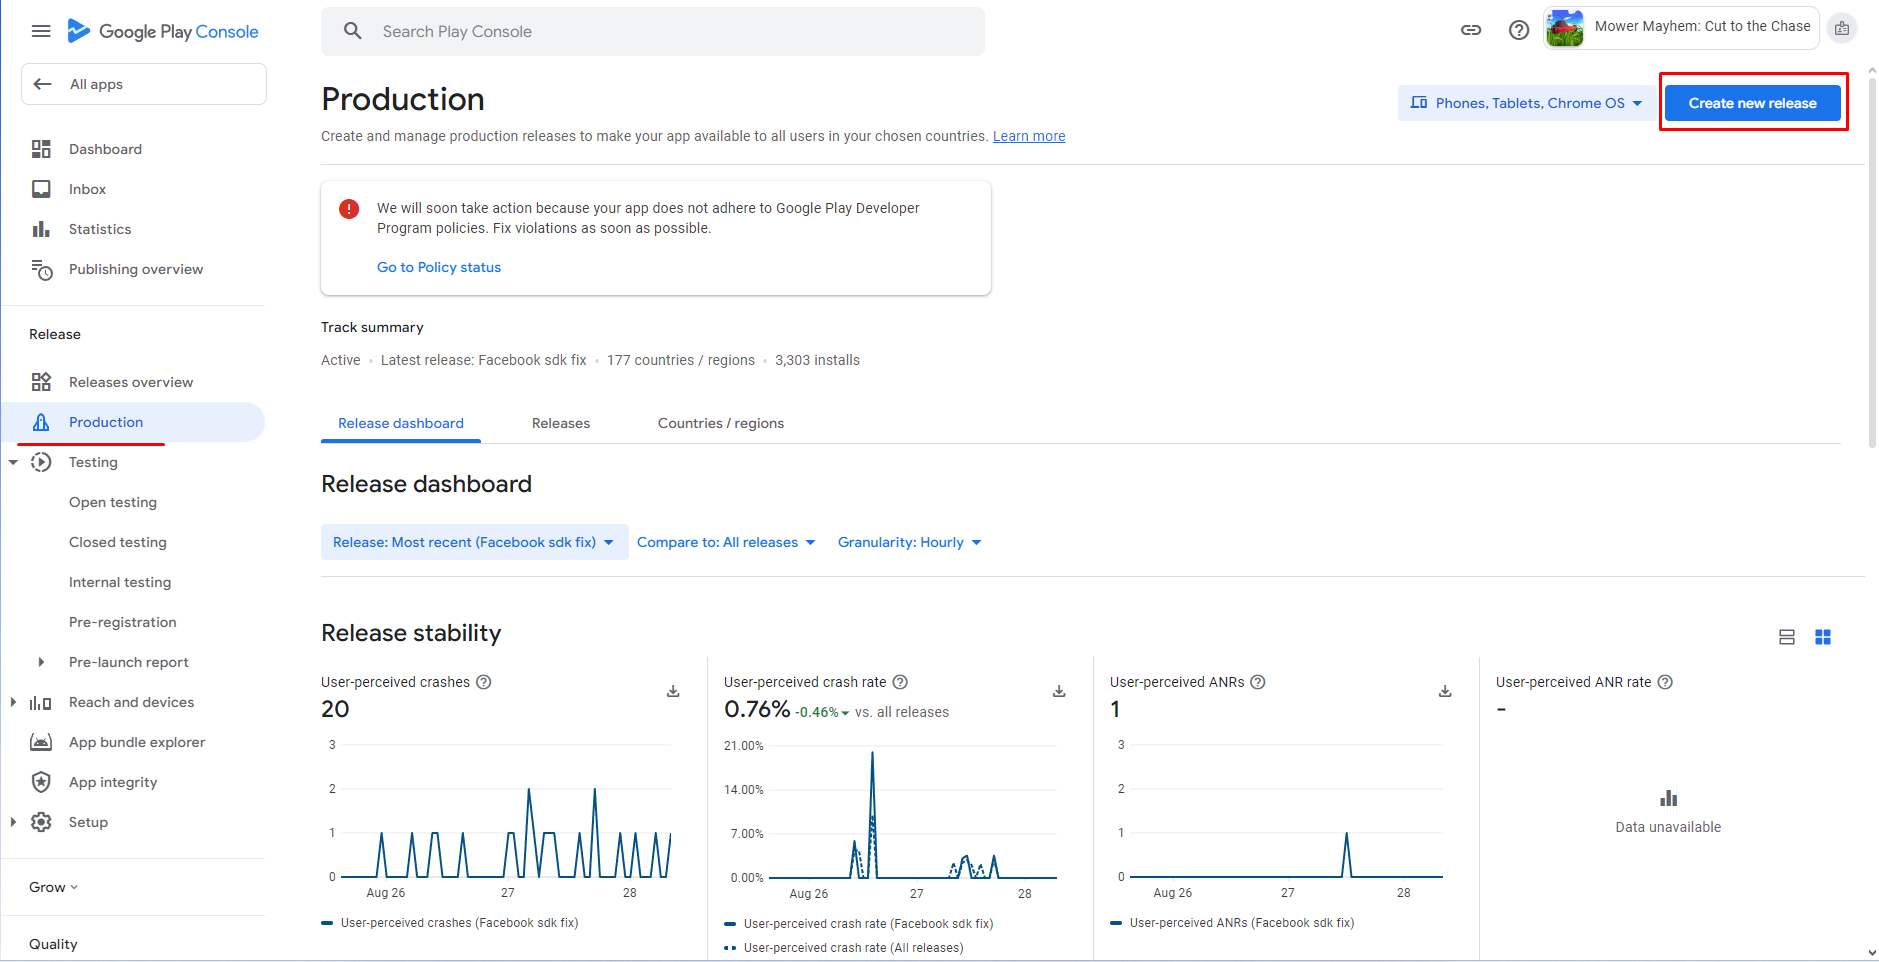 Google Play Console
Search Play Console
Mower Mayhem: Cut to the Chase
All apps
Dashboard
Inbox
Statistics
Publishing overview
Release
Releases overview
Production
Testing
Open testing
Closed testing
Internal testing
Pre-registration
Pre-launch report
Reach and devices
App bundle explorer
App integrity
Setup
Grow
Quality
Production
Phones, Tablets, Chrome OS
Create new release
Create and manage production releases to make your app available to all users in your chosen countries. Learn more
We will soon take action because your app does not adhere to Google Play Developer
Program policies. Fix violations as soon as possible.
Go to Policy status
Track summary
Active • Latest release: Facebook sdk fix • 177 countries / regions • 3,303 installs
Release dashboard
Releases
Countries / regions
Release dashboard
Release: Most recent (Facebook sdk fix)
Compare to: All releases
Granularity: Hourly
Release stability
User-perceived crashes
20
3
2
1
0
Aug 26
27
28
User-perceived crashes (Facebook sdk fix)
User-perceived crash rate
0.76% -0.46% vs. all releases
21.00%
14.00%
7.00%
0.00%
Aug 26
27
28
User-perceived crash rate (Facebook sdk fix)
User-perceived crash rate (All releases)
User-perceived ANRs
1
3
2
1
0
Aug 26
27
28
User-perceived ANRs (Facebook sdk fix)
User-perceived ANR rate
-
Data unavailable